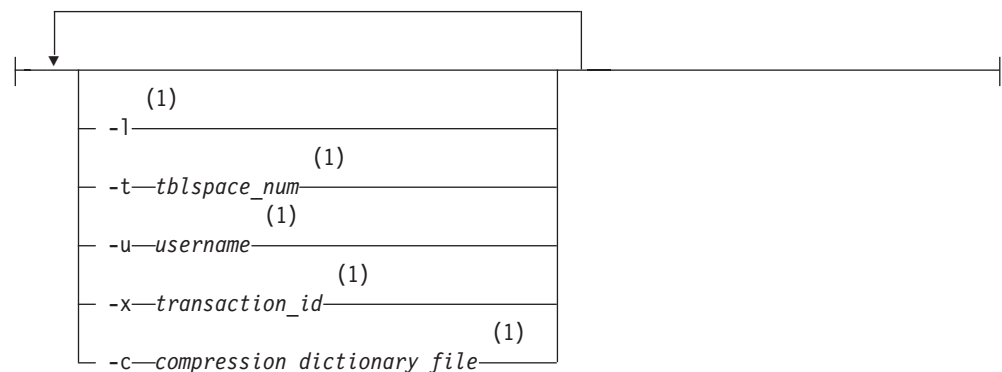 (1)
-l
(1)
-t tblspace_num
(1)
-u username
(1)
-x transaction_id
(1)
-c compression dictionary file